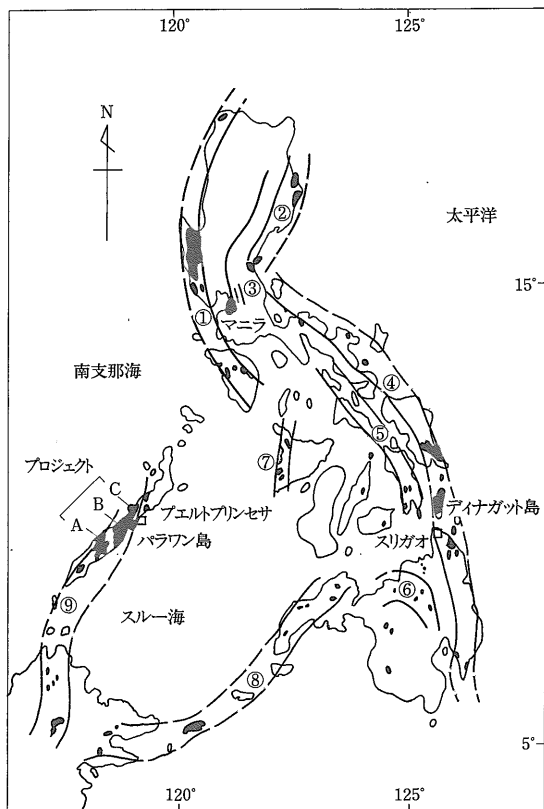 120°
125°
N
②
太平洋
15°
③
①
マニラ
南支那海
④
⑤
⑦
プロジェクト
C
B
A
プエルトプリンセサ
パラワン島
ディナガット島
スリガオ
⑥
⑨
スルー海
⑧
5°
120°
125°